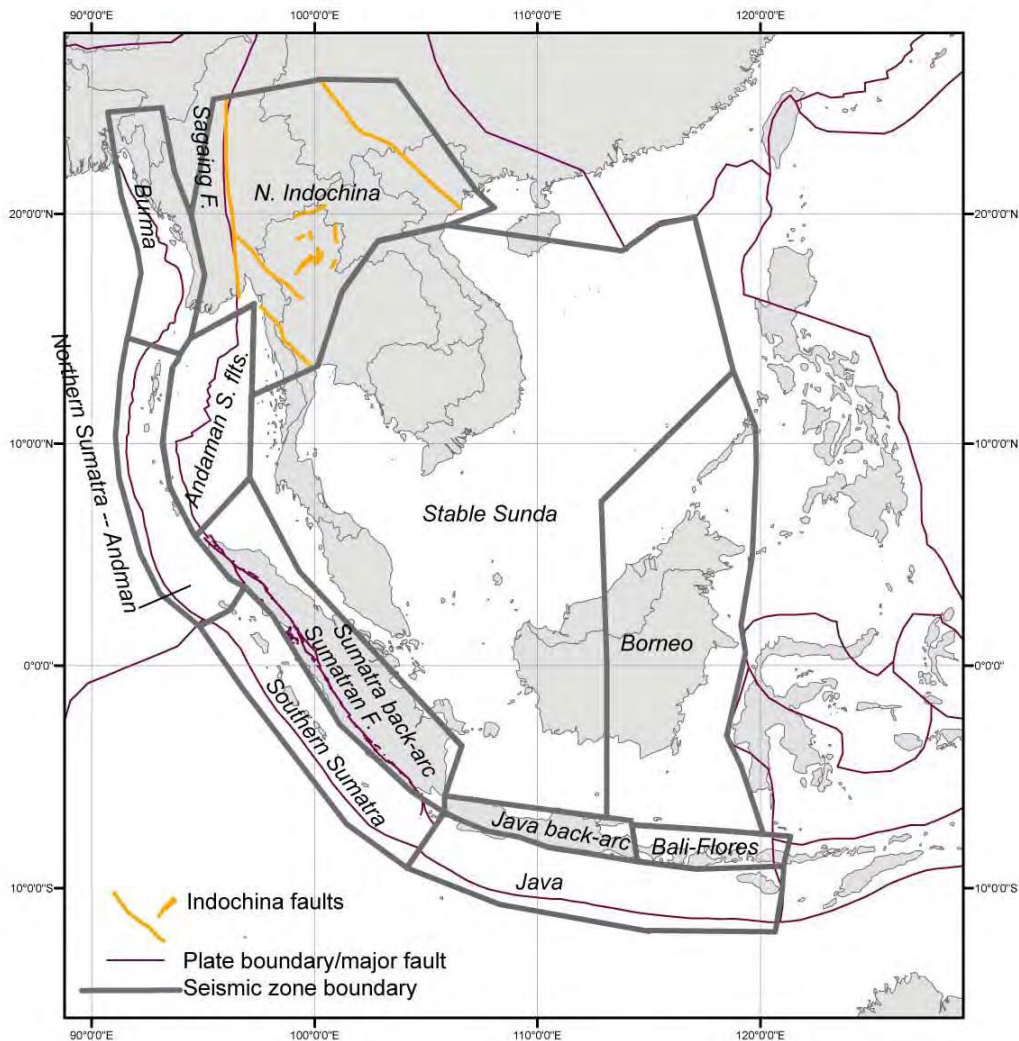 90°0'0"E
100°0'0"E
110°0'0"E
120°0'0"E
Sagaing F.
N. Indochina
Burma
20°0'0"N
20°0'0"N
Northern Sumatra -- Andman
Andaman S. flts.
10°0'0"N
10°0'0"N
Stable Sunda
Borneo
Sumatra back-arc
Sumatran F.
0°0'0"
0°0'0"
Southern Sumatra
Java back-arc
Bali-Flores
Java
10°0'0"S
10°0'0"S
Indochina faults
Plate boundary/major fault
Seismic zone boundary
90°0'0"E
100°0'0"E
110°0'0"E
120°0'0"E